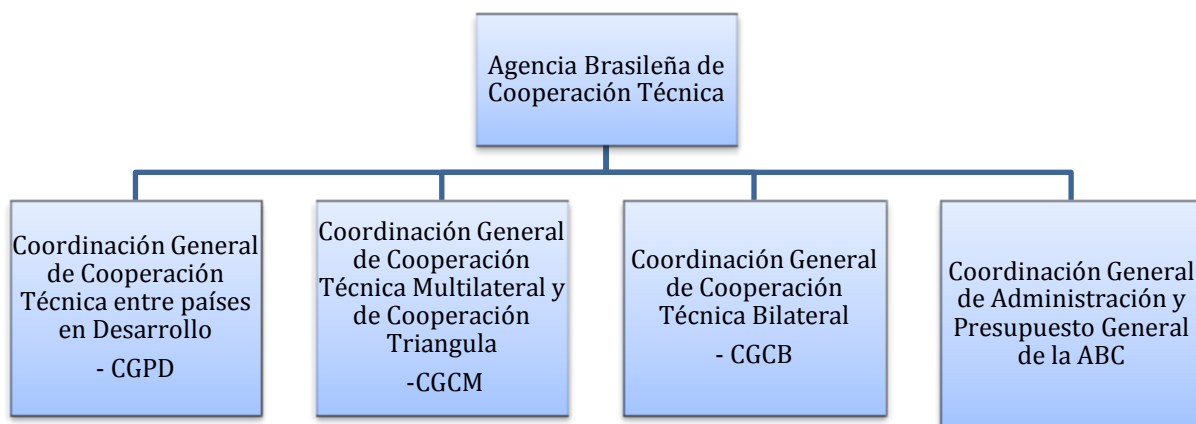 Agencia Brasileña de
Cooperación Técnica
Coordinación General
de Cooperación
Técnica entre países
en Desarrollo
- CGPD
Coordinación General
de Cooperación
Técnica Multilateral y
de Cooperación
Triangula
-CGCM
Coordinación General
de Cooperación
Técnica Bilateral
- CGCB
Coordinación General
de Administración y
Presupuesto General
de la ABC